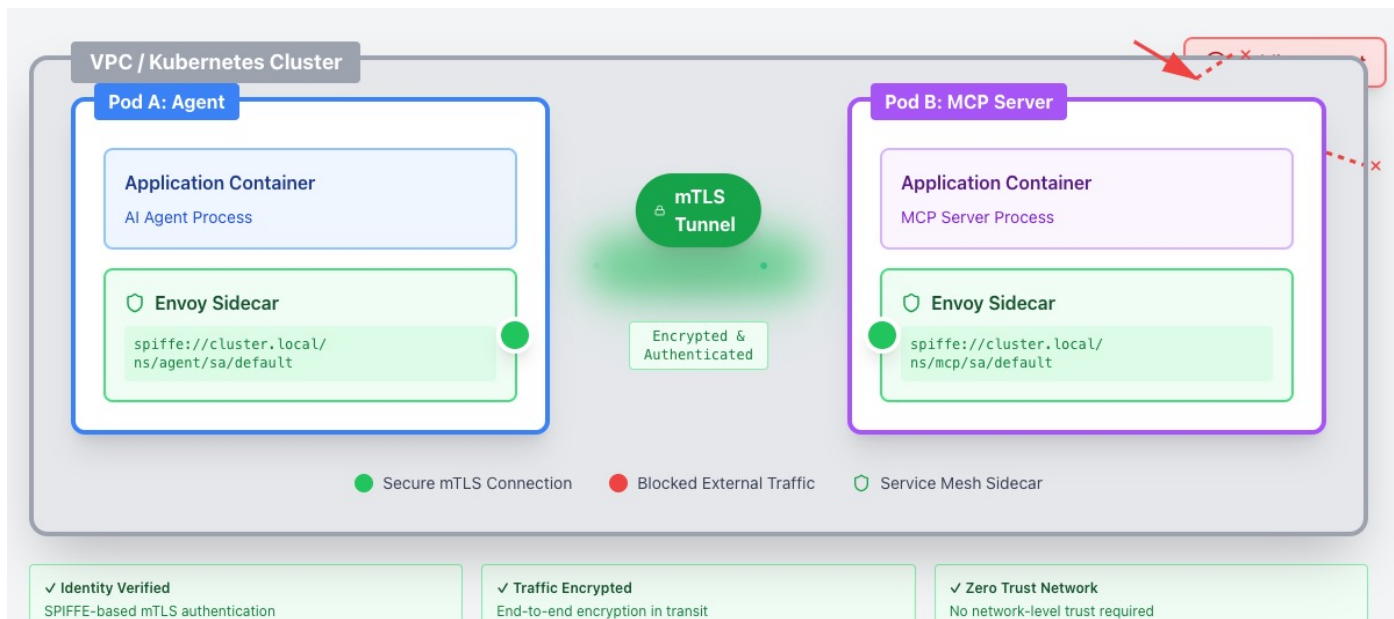 VPC / Kubernetes Cluster
Pod A: Agent
Pod B: MCP Server
Application Container
AI Agent Process
mTLS
Tunnel
Application Container
MCP Server Process
Envoy Sidecar
spiffe://cluster.local/
ns/agent/sa/default
Encrypted &
Authenticated
Envoy Sidecar
spiffe://cluster.local/
ns/mcp/sa/default
Secure mTLS Connection
Blocked External Traffic
Service Mesh Sidecar
✓ Identity Verified
SPIFFE-based mTLS authentication
✓ Traffic Encrypted
End-to-end encryption in transit
✓ Zero Trust Network
No network-level trust required